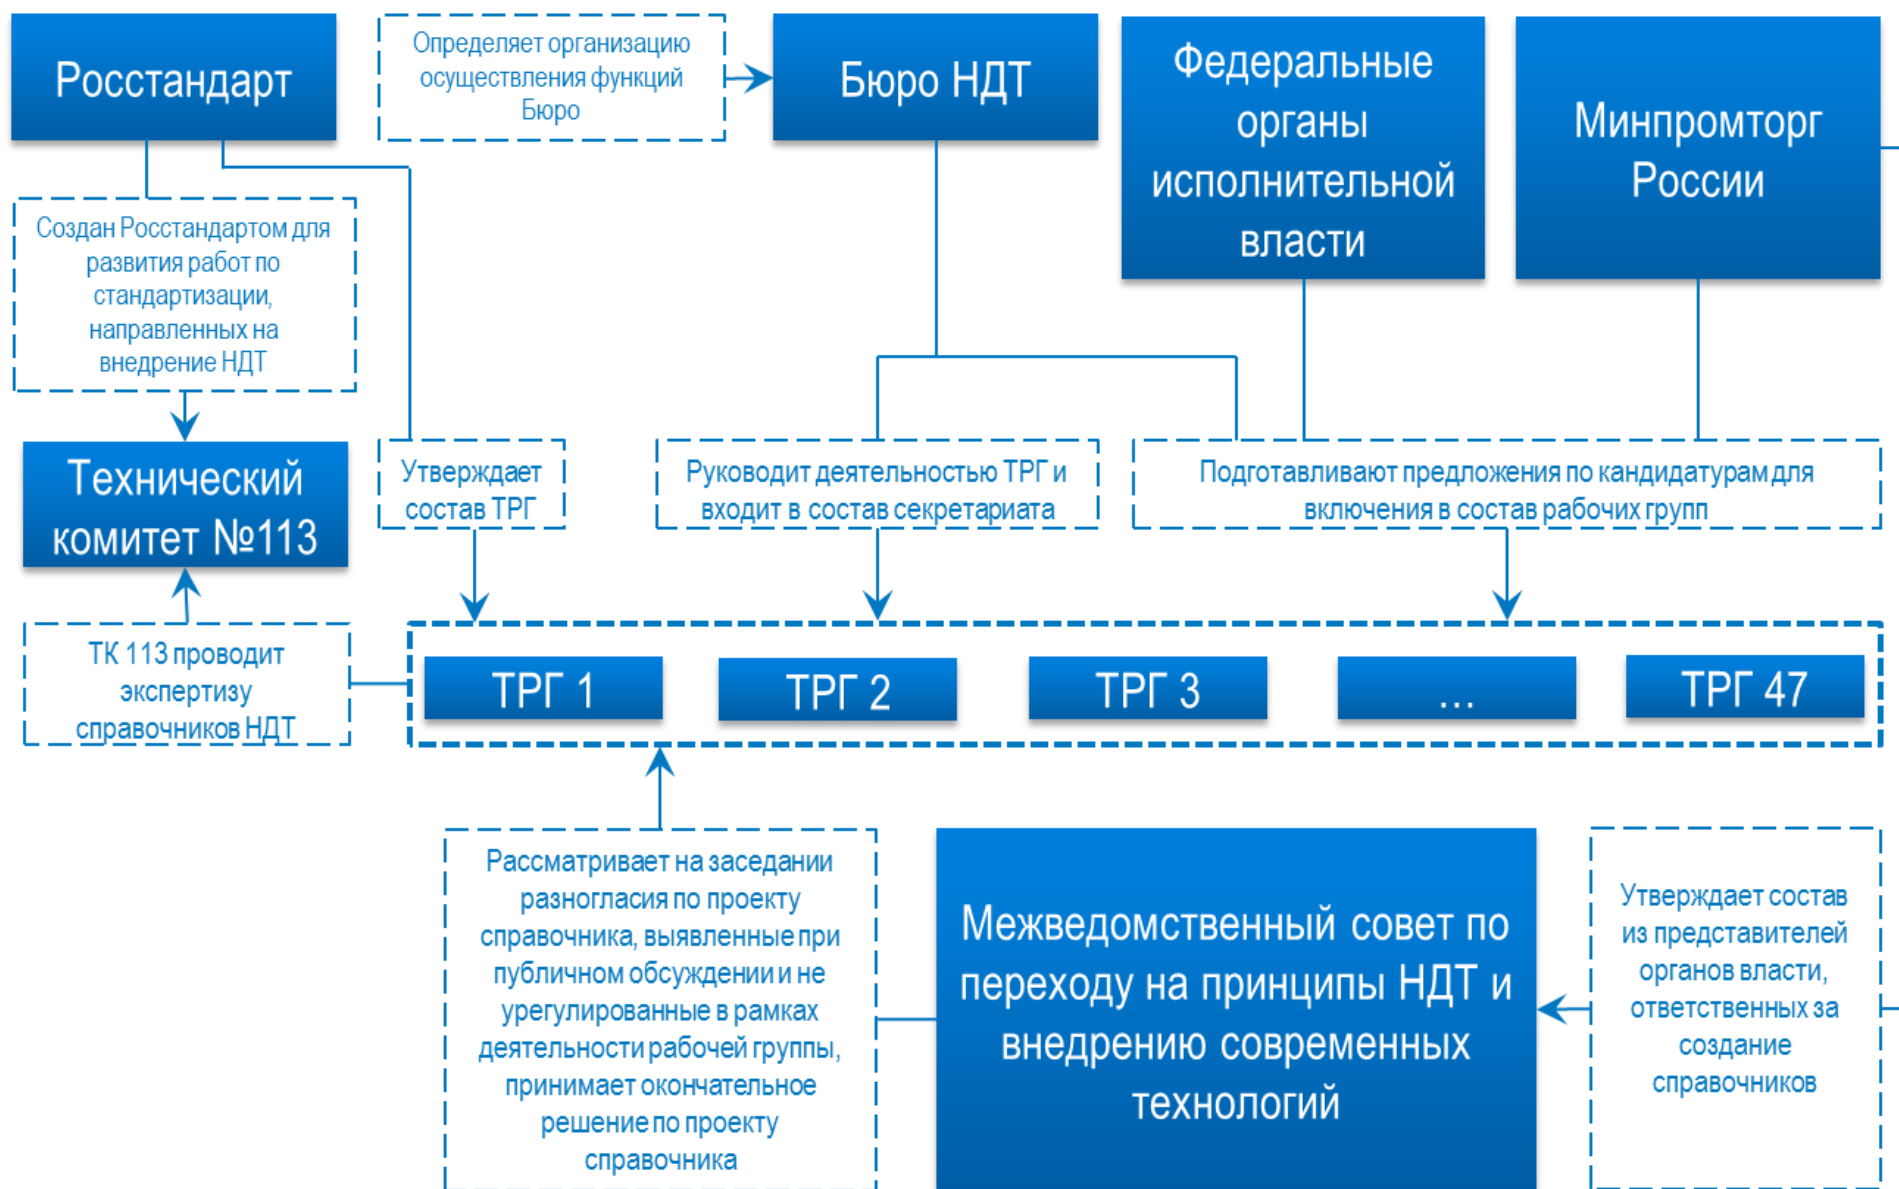 Росстандарт
Определяет организацию
осуществления функций
Бюро
Бюро НДТ
Федеральные
органы
исполнительной
власти
Минпромторг
России
Создан Росстандартом для
развития работ по
стандартизации,
направленных на
внедрение НДТ
Технический
комитет №113
Утверждает
состав ТРГ
Руководит деятельностью ТРГ и
входит в состав секретариата
Подготавливают предложения по кандидатурам для
включения в состав рабочих групп
ТК 113 проводит
экспертизу
справочников НДТ
ТРГ 1
ТРГ 2
ТРГ 3
...
ТРГ 47
Рассматривает на заседании
разногласия по проекту
справочника, выявленные при
публичном обсуждении и не
урегулированные в рамках
деятельности рабочей группы,
принимает окончательное
решение по проекту
справочника
Межведомственный совет по
переходу на принципы НДТ и
внедрению современных
технологий
Утверждает состав
из представителей
органов власти,
ответственных за
создание
справочников